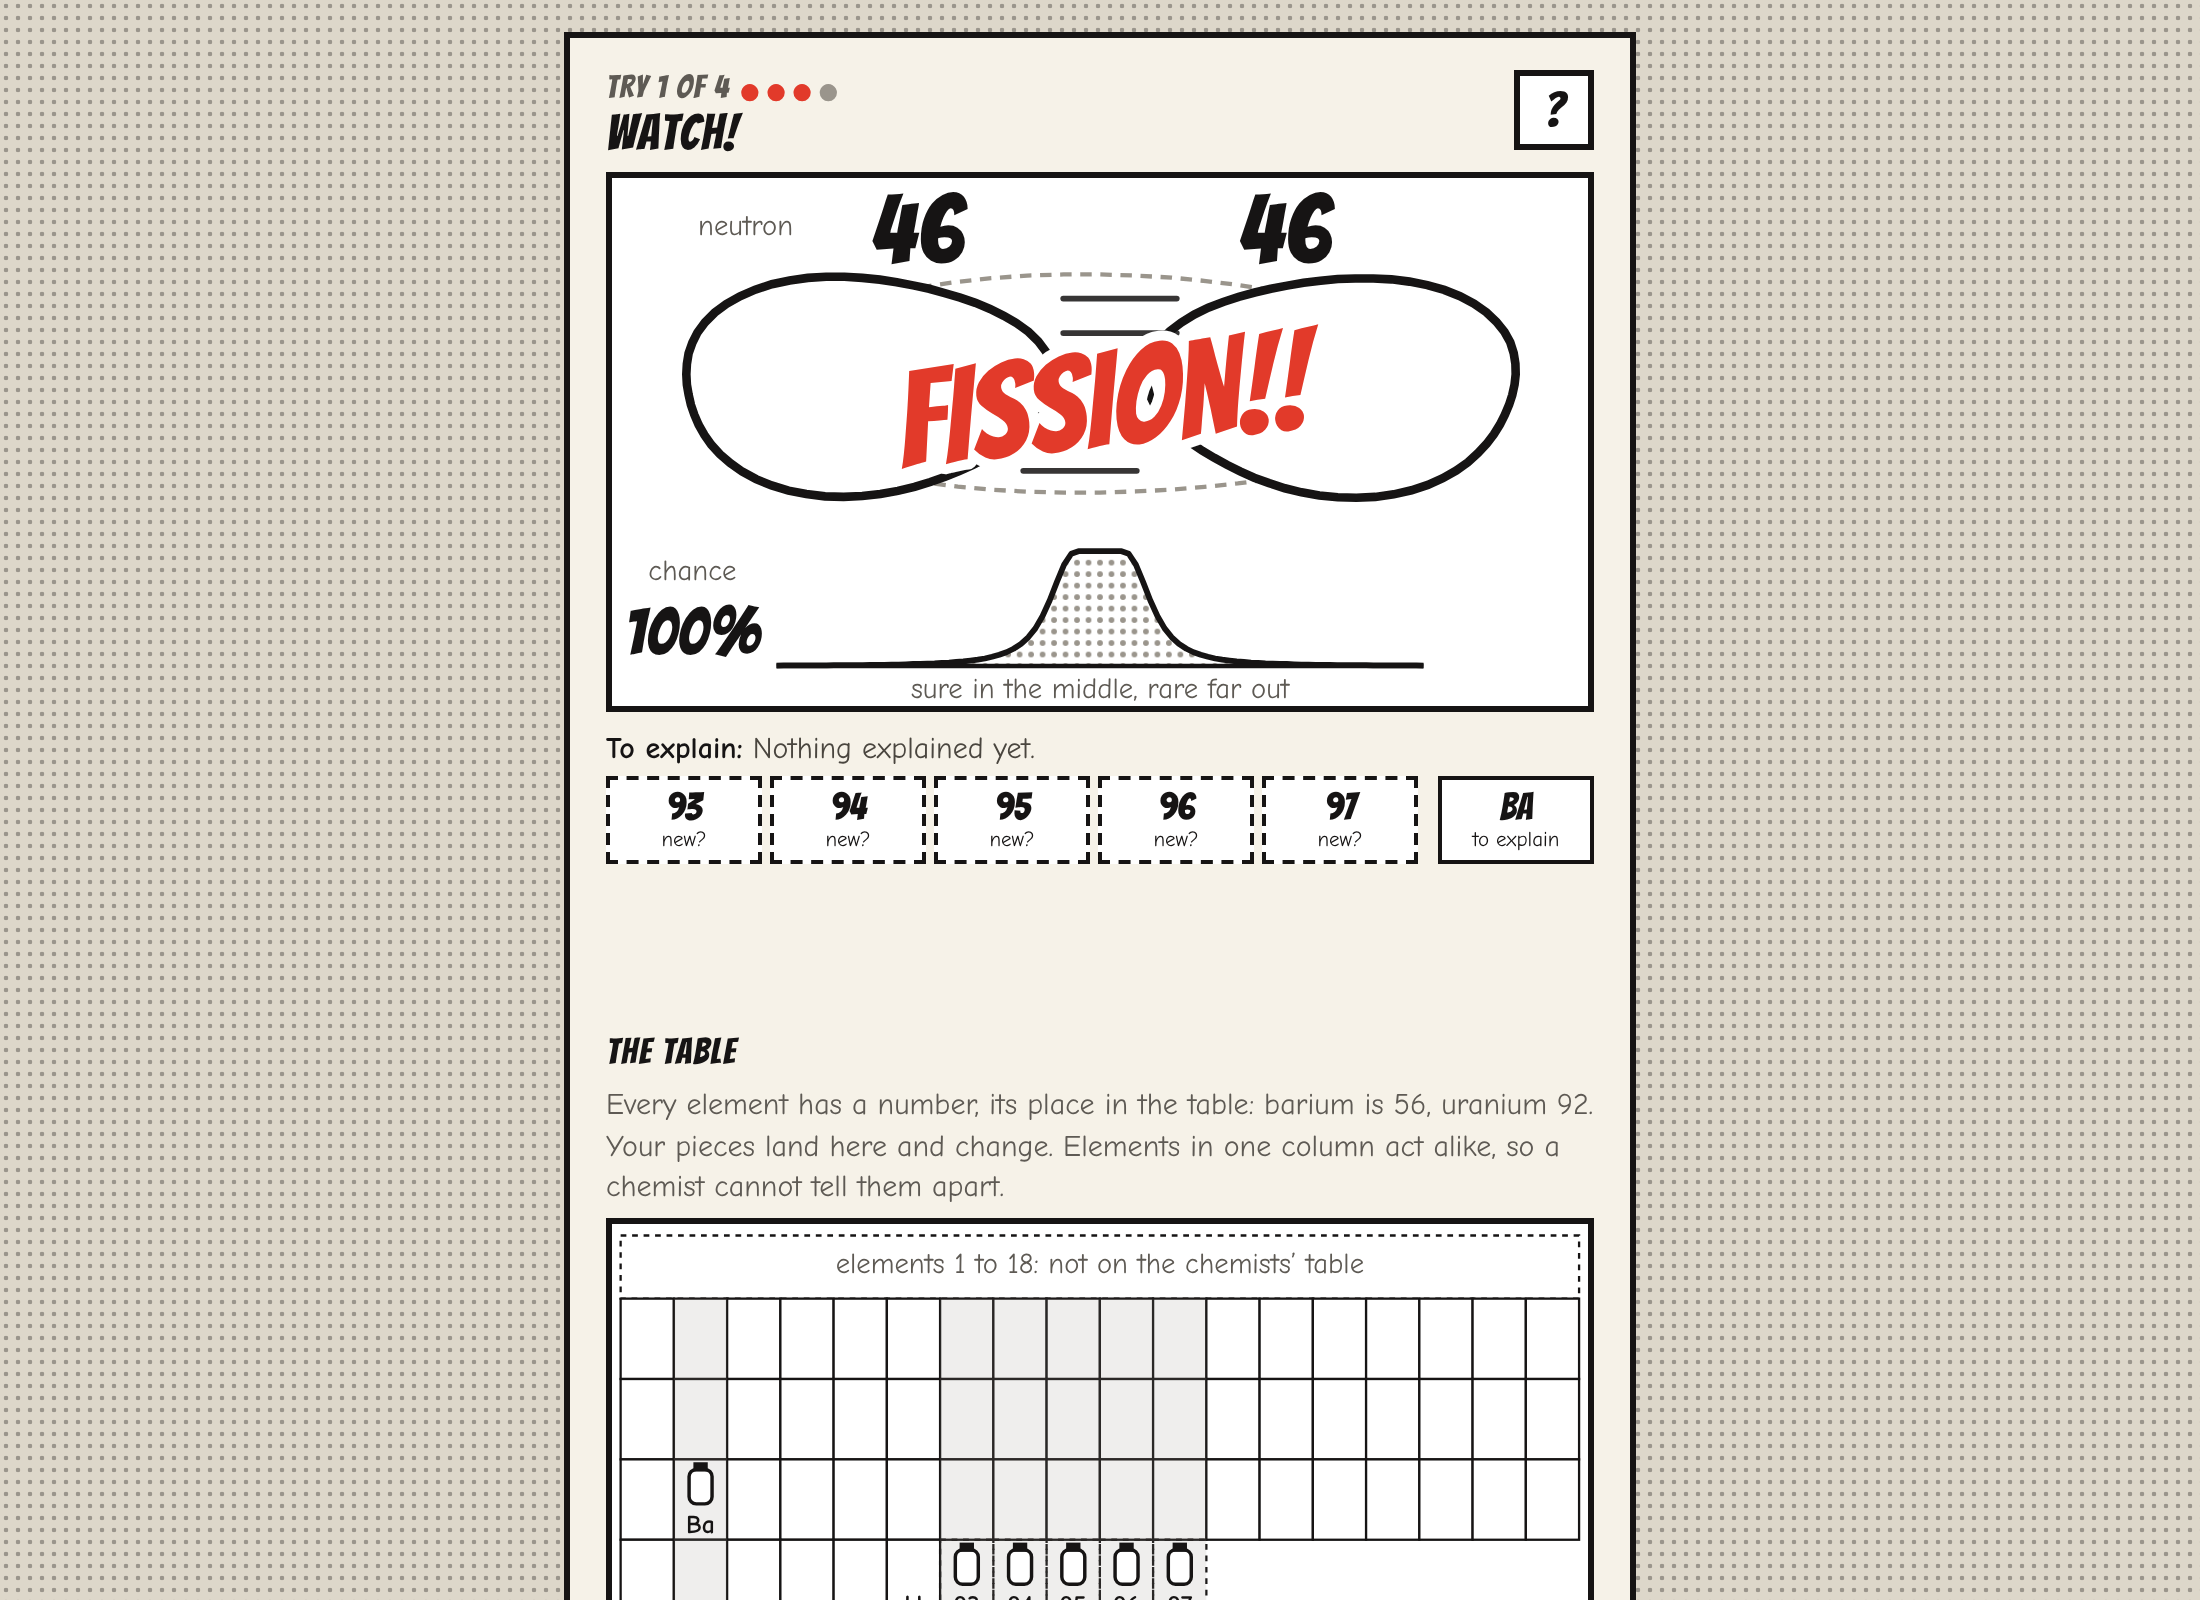 TRY 1 OF 4
WATCH!
?
neutron
46
46
FISSION!!
chance
100%
sure in the middle, rare far out
To explain: Nothing explained yet.
93
new?
94
new?
95
new?
96
new?
97
new?
BA
to explain
THE TABLE
Every element has a number, its place in the table: barium is 56, uranium 92.
Your pieces land here and change. Elements in one column act alike, so a
chemist cannot tell them apart.
elements 1 to 18: not on the chemists’ table
Ba